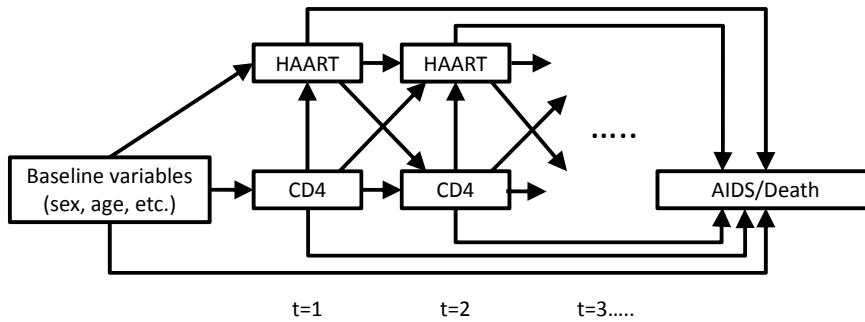 HAART
HAART
.....
Baseline variables
(sex, age, etc.)
CD4
CD4
AIDS/Death
t=1
t=2
t=3.....